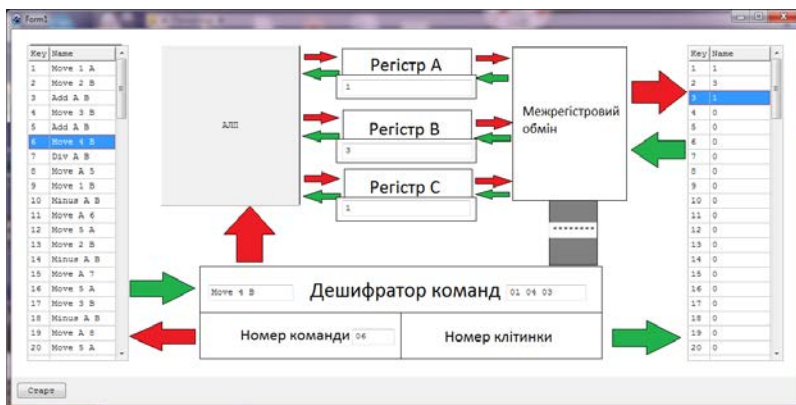 Form1
Key Name
1 Move 1 A
2 Move 2 B
3 Add A B
4 Move 3 B
5 Add A B
6 Move 4 B
7 Div A B
8 Move A 5
9 Move 1 B
10 Minus A B
11 Move A 6
12 Move 5 A
13 Move 2 B
14 Minus A B
15 Move A 7
16 Move 5 A
17 Move 3 B
18 Minus A B
19 Move A 8
20 Move 5 A
АЛП
Регістр А
1
Регістр В
3
Регістр С
1
Межрегістровий
обмін
--------
Move 4 B
Дешифратор команд
01 04 03
Номер команди
06
Номер клітинки
Key Name
1 1
2 3
3 1
4 0
5 0
6 0
7 0
8 0
9 0
10 0
11 0
12 0
13 0
14 0
15 0
16 0
17 0
18 0
19 0
20 0
Старт